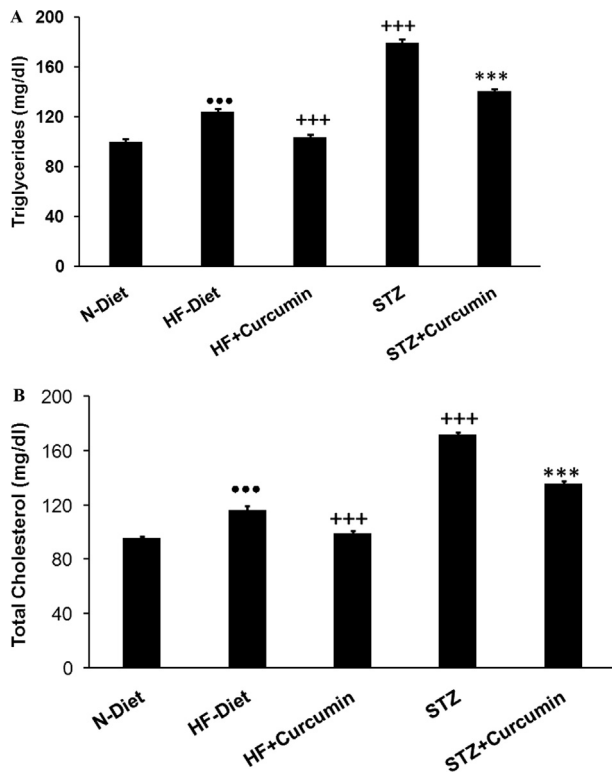 A
Triglycerides (mg/dl)
200
160
120
80
40
0
•••
+++
+++
***
N-Diet
HF-Diet
HF+Curcumin
STZ
STZ+Curcumin
B
Total Cholesterol (mg/dl)
200
160
120
80
40
0
•••
+++
+++
***
N-Diet
HF-Diet
HF+Curcumin
STZ
STZ+Curcumin